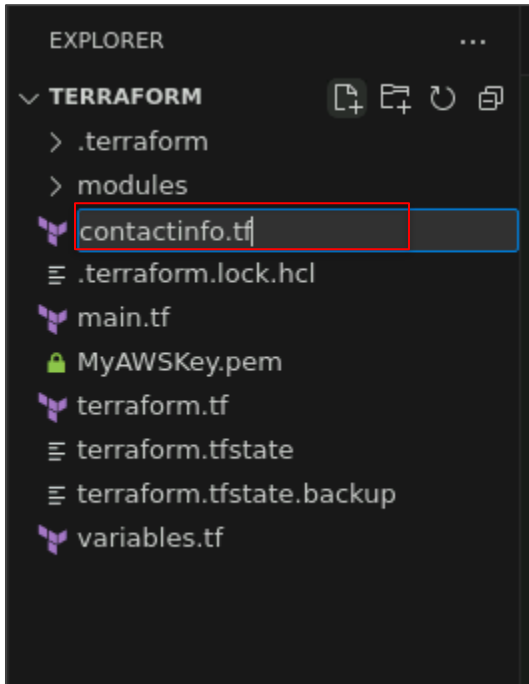 EXPLORER
TERRAFORM
.terraform
modules
contactinfo.tf
.terraform.lock.hcl
main.tf
MyAWSKey.pem
terraform.tf
terraform.tfstate
terraform.tfstate.backup
variables.tf